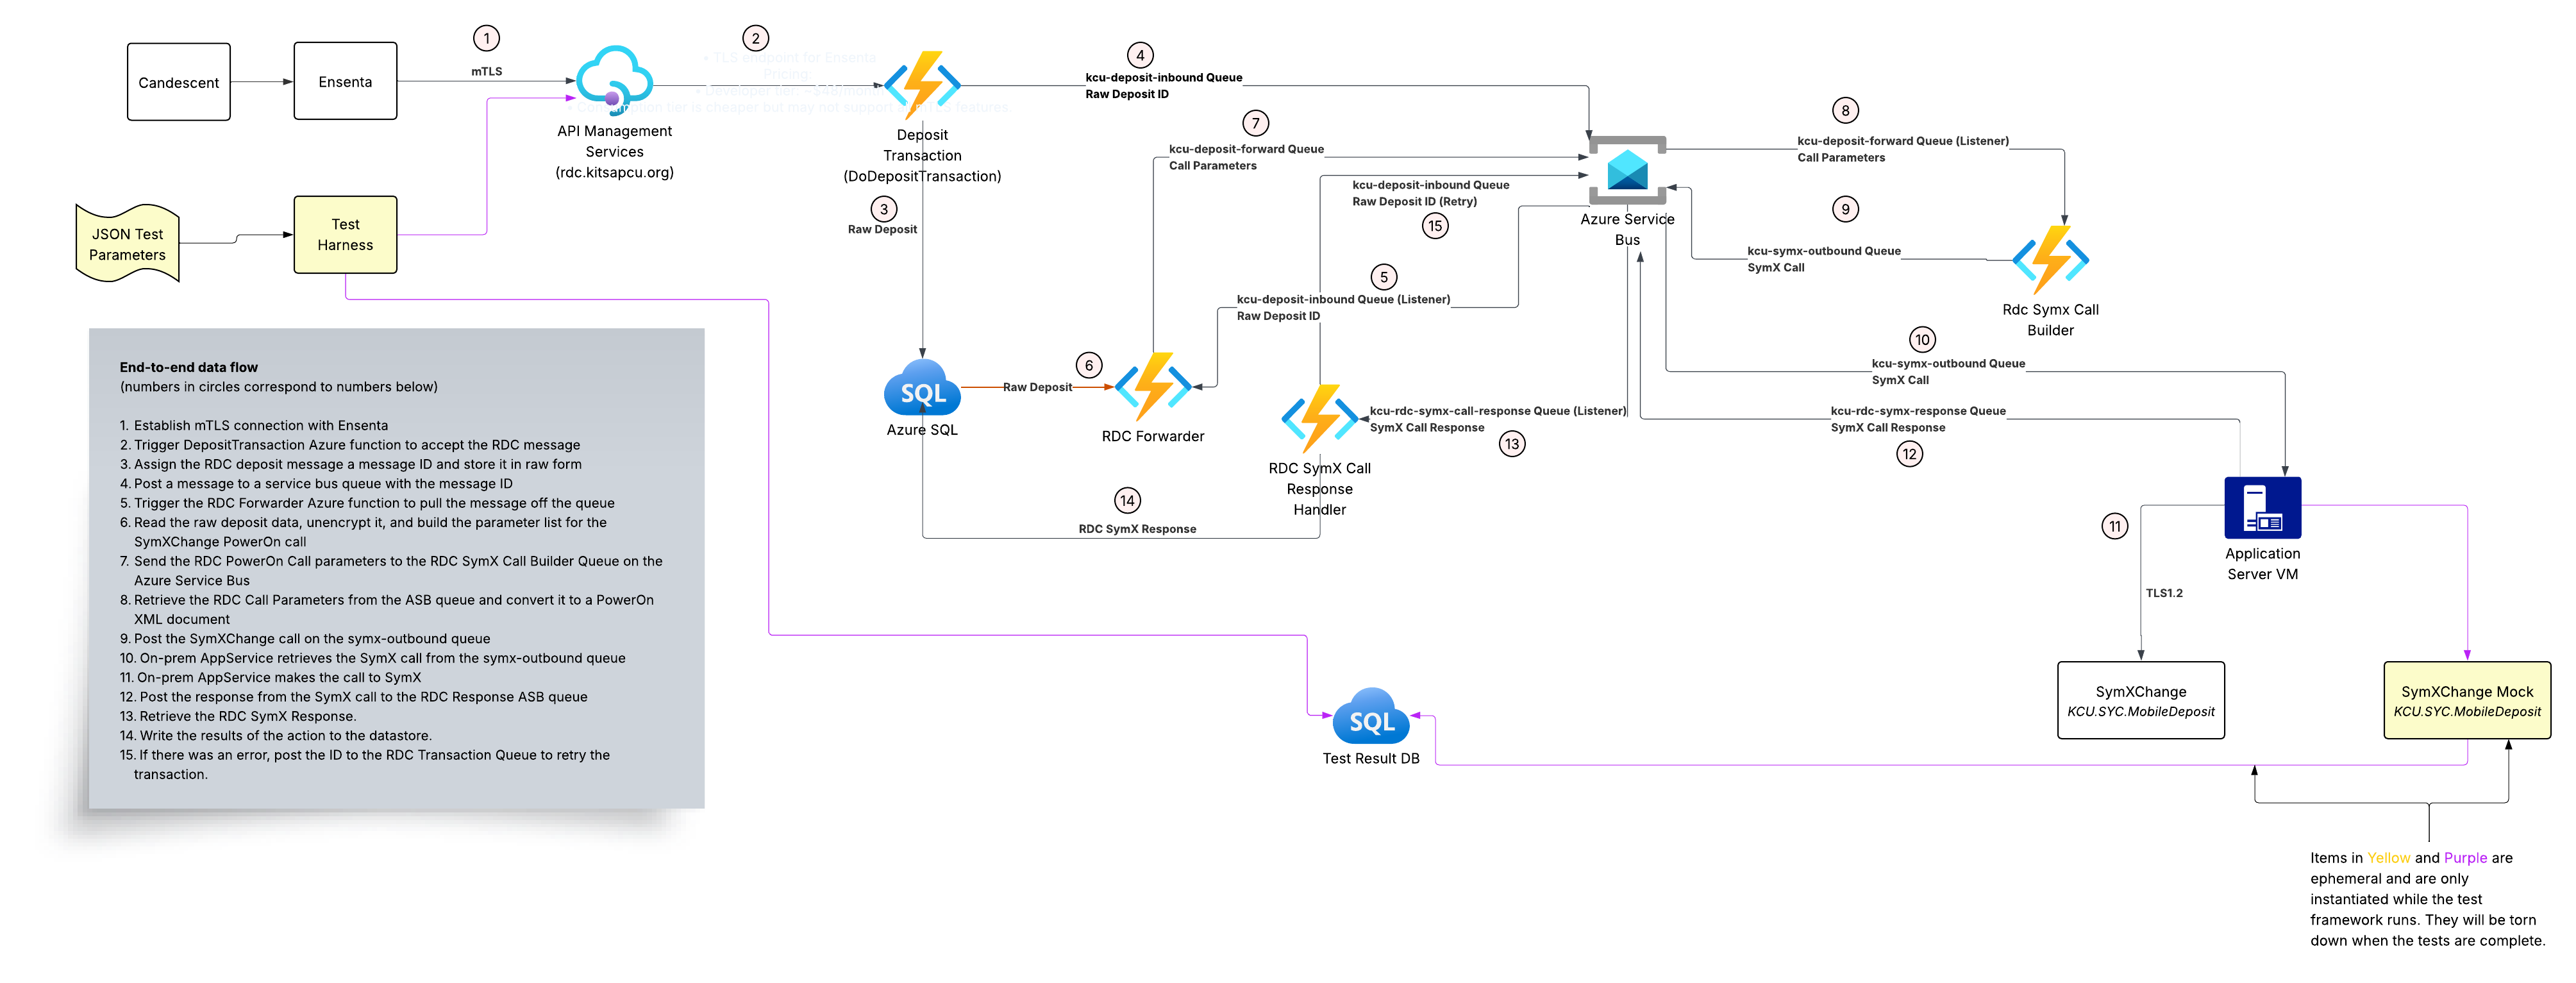 1
2
4
Candescent
Ensenta
mTLS
• TLS endpoint for Ensenta
Pricing:
kcu-deposit-inbound Queue
Raw Deposit ID
API Management
Services
(rdc.kitsapcu.org)
Deposit
Transaction
(DoDepositTransaction)
7
kcu-deposit-forward Queue
Call Parameters
8
kcu-deposit-forward Queue (Listener)
Call Parameters
kcu-deposit-inbound Queue
Raw Deposit ID (Retry)
15
Azure Service
Bus
9
kcu-symx-outbound Queue
SymX Call
Rdc Symx Call
Builder
JSON Test
Parameters
Test
Harness
3
Raw Deposit
5
kcu-deposit-inbound Queue (Listener)
Raw Deposit ID
10
kcu-symx-outbound Queue
SymX Call
SQL
Azure SQL
6
Raw Deposit
RDC Forwarder
kcu-rdc-symx-call-response Queue (Listener)
SymX Call Response
13
kcu-rdc-symx-response Queue
SymX Call Response
12
RDC SymX Call
Response
Handler
14
RDC SymX Response
End-to-end data flow
(numbers in circles correspond to numbers below)
1. Establish mTLS connection with Ensenta
2. Trigger DepositTransaction Azure function to accept the RDC message
3. Assign the RDC deposit message a message ID and store it in raw form
4. Post a message to a service bus queue with the message ID
5. Trigger the RDC Forwarder Azure function to pull the message off the queue
6. Read the raw deposit data, unencrypt it, and build the parameter list for the
SymXChange PowerOn call
7. Send the RDC PowerOn Call parameters to the RDC SymX Call Builder Queue on the
Azure Service Bus
8. Retrieve the RDC Call Parameters from the ASB queue and convert it to a PowerOn
XML document
9. Post the SymXChange call on the symx-outbound queue
10. On-prem AppService retrieves the SymX call from the symx-outbound queue
11. On-prem AppService makes the call to SymX
12. Post the response from the SymX call to the RDC Response ASB queue
13. Retrieve the RDC SymX Response.
14. Write the results of the action to the datastore.
15. If there was an error, post the ID to the RDC Transaction Queue to retry the
transaction.
11
Application
Server VM
TLS1.2
SymXChange
KCU.SYC.MobileDeposit
SymXChange Mock
KCU.SYC.MobileDeposit
SQL
Test Result DB
Items in Yellow and Purple are
ephemeral and are only
instantiated while the test
framework runs. They will be torn
down when the tests are complete.